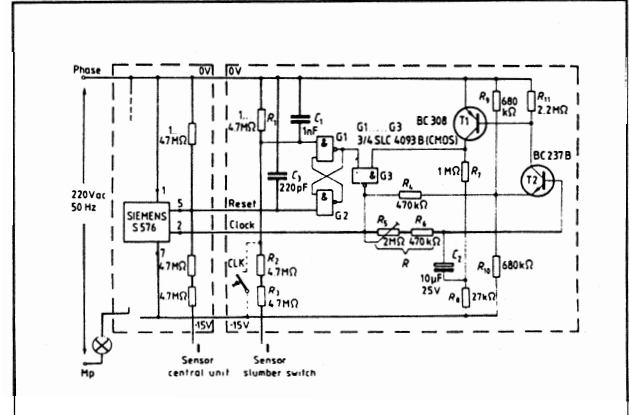 Phase
0V
0V
1...
4.7MΩ
1...
4.7MΩ
R1
C1
1nF
G1
&
BC 308
G1.....G3
3/4 SLC 4093 B (CMOS)
T1
R9
680
kΩ
R11
2.2MΩ
BC 237B
T2
C3
220pF
&
G2
&
G3
1MΩ
R7
R4
470kΩ
220Vac
50 Hz
SIEMENS
S 576
1
5
Reset
2
Clock
R5
2MΩ
R6
470kΩ
R
7
4.7MΩ
4.7MΩ
CLK
R2
4.7MΩ
R3
4.7MΩ
C2
10µF
25V
R10
680kΩ
R8
27kΩ
-15V
-15V
Mp
Sensor
central unit
Sensor
slumber switch